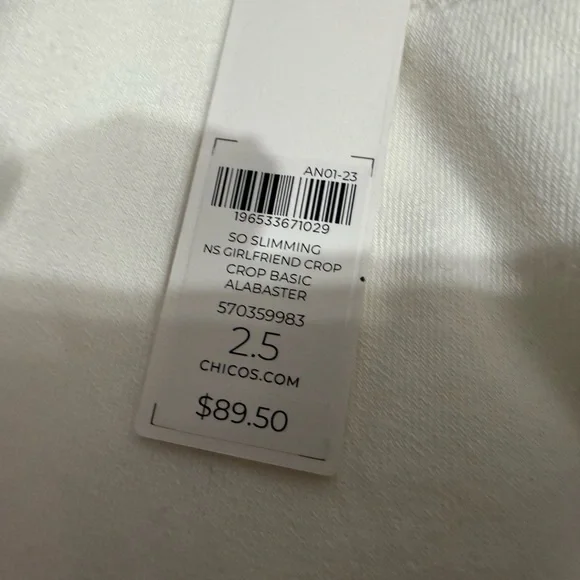 AN01-23
196533671029
SO SLIMMING
NS GIRLFRIEND CROP
CROP BASIC
ALABASTER
570359983
2.5
CHICOS.COM
$89.50